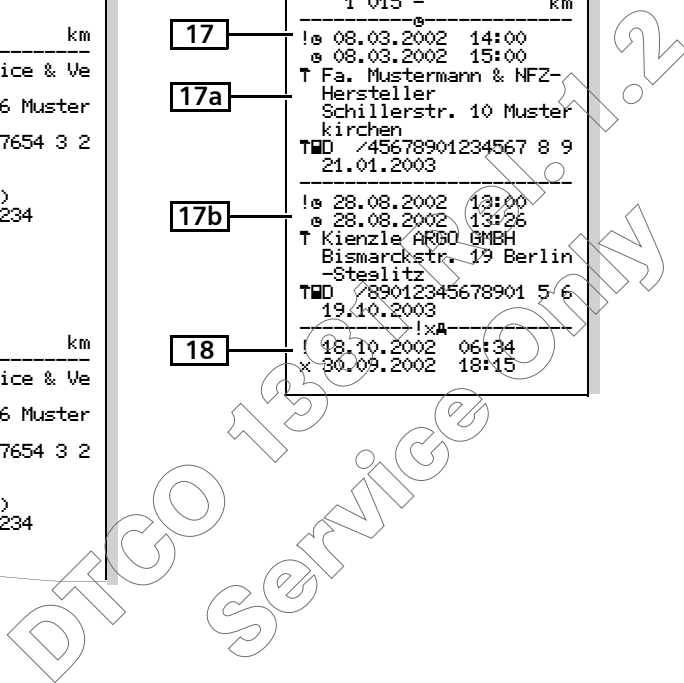 km
ice & Ve
6 Muster
7654 3 2
)
234
km
ice & Ve
6 Muster
7654 3 2
)
234
1 015 - km
17
! 08.03.2002 14:00
08.03.2002 15:00
17a
T Fa. Mustermann & NFZ-
Hersteller
Schillerstr. 10 Muster
kirchen
T D /45678901234567 8 9
21.01.2003
17b
! 28.08.2002 13:00
28.08.2002 13:26
T Kienzle ARGO GMBH
Bismarckstr. 19 Berlin
-Steglitz
T D /89012345678901 5 6
19.10.2003
!x
18
! 18.10.2002 06:34
x 30.09.2002 18:15
DTCO 1381 Rel. 1.2
Service Only